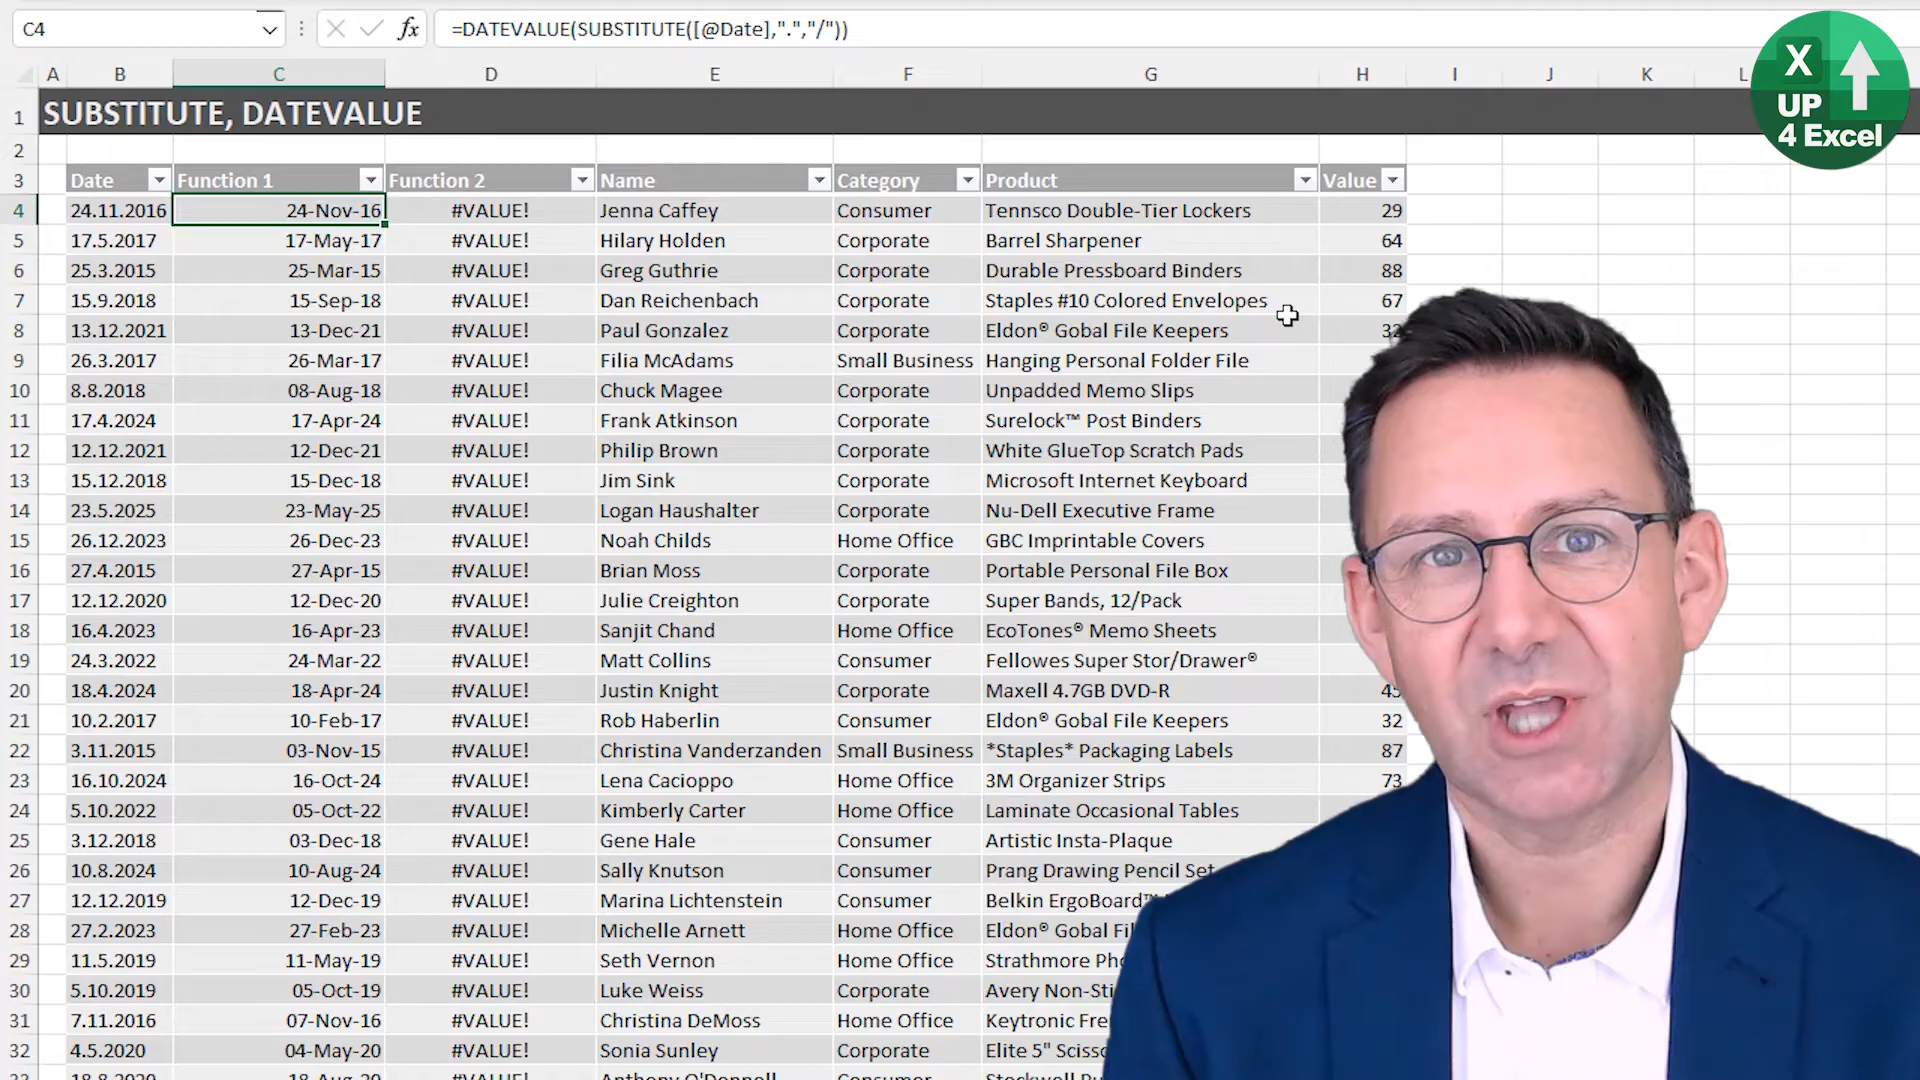 C4 fx =DATEVALUE(SUBSTITUTE([@Date],".","/"))
X
UP
4 Excel
A B C D E F G H I J K L
1 SUBSTITUTE, DATEVALUE
2
3 Date Function 1 Function 2 Name Category Product Value
4 24.11.2016 24-Nov-16 #VALUE! Jenna Caffey Consumer Tennsco Double-Tier Lockers 29
5 17.5.2017 17-May-17 #VALUE! Hilary Holden Corporate Barrel Sharpener 64
6 25.3.2015 25-Mar-15 #VALUE! Greg Guthrie Corporate Durable Pressboard Binders 88
7 15.9.2018 15-Sep-18 #VALUE! Dan Reichenbach Corporate Staples #10 Colored Envelopes 67
8 13.12.2021 13-Dec-21 #VALUE! Paul Gonzalez Corporate Eldon® Gobal File Keepers 32
9 26.3.2017 26-Mar-17 #VALUE! Filia McAdams Small Business Hanging Personal Folder File
10 8.8.2018 08-Aug-18 #VALUE! Chuck Magee Corporate Unpadded Memo Slips
11 17.4.2024 17-Apr-24 #VALUE! Frank Atkinson Corporate Surelock™ Post Binders
12 12.12.2021 12-Dec-21 #VALUE! Philip Brown Corporate White GlueTop Scratch Pads
13 15.12.2018 15-Dec-18 #VALUE! Jim Sink Corporate Microsoft Internet Keyboard
14 23.5.2025 23-May-25 #VALUE! Logan Haushalter Corporate Nu-Dell Executive Frame
15 26.12.2023 26-Dec-23 #VALUE! Noah Childs Home Office GBC Imprintable Covers
16 27.4.2015 27-Apr-15 #VALUE! Brian Moss Corporate Portable Personal File Box
17 12.12.2020 12-Dec-20 #VALUE! Julie Creighton Corporate Super Bands, 12/Pack
18 16.4.2023 16-Apr-23 #VALUE! Sanjit Chand Home Office EcoTones® Memo Sheets
19 24.3.2022 24-Mar-22 #VALUE! Matt Collins Consumer Fellowes Super Stor/Drawer®
20 18.4.2024 18-Apr-24 #VALUE! Justin Knight Corporate Maxell 4.7GB DVD-R 45
21 10.2.2017 10-Feb-17 #VALUE! Rob Haberlin Consumer Eldon® Gobal File Keepers 32
22 3.11.2015 03-Nov-15 #VALUE! Christina Vanderzanden Small Business *Staples* Packaging Labels 87
23 16.10.2024 16-Oct-24 #VALUE! Lena Cacioppo Home Office 3M Organizer Strips 73
24 5.10.2022 05-Oct-22 #VALUE! Kimberly Carter Home Office Laminate Occasional Tables
25 3.12.2018 03-Dec-18 #VALUE! Gene Hale Consumer Artistic Insta-Plaque
26 10.8.2024 10-Aug-24 #VALUE! Sally Knutson Consumer Prang Drawing Pencil Set
27 12.12.2019 12-Dec-19 #VALUE! Marina Lichtenstein Consumer Belkin ErgoBoard™
28 27.2.2023 27-Feb-23 #VALUE! Michelle Arnett Home Office Eldon® Gobal Fil
29 11.5.2019 11-May-19 #VALUE! Seth Vernon Home Office Strathmore Pho
30 5.10.2019 05-Oct-19 #VALUE! Luke Weiss Corporate Avery Non-Sti
31 7.11.2016 07-Nov-16 #VALUE! Christina DeMoss Home Office Keytronic Fre
32 4.5.2020 04-May-20 #VALUE! Sonia Sunley Corporate Elite 5" Scisso